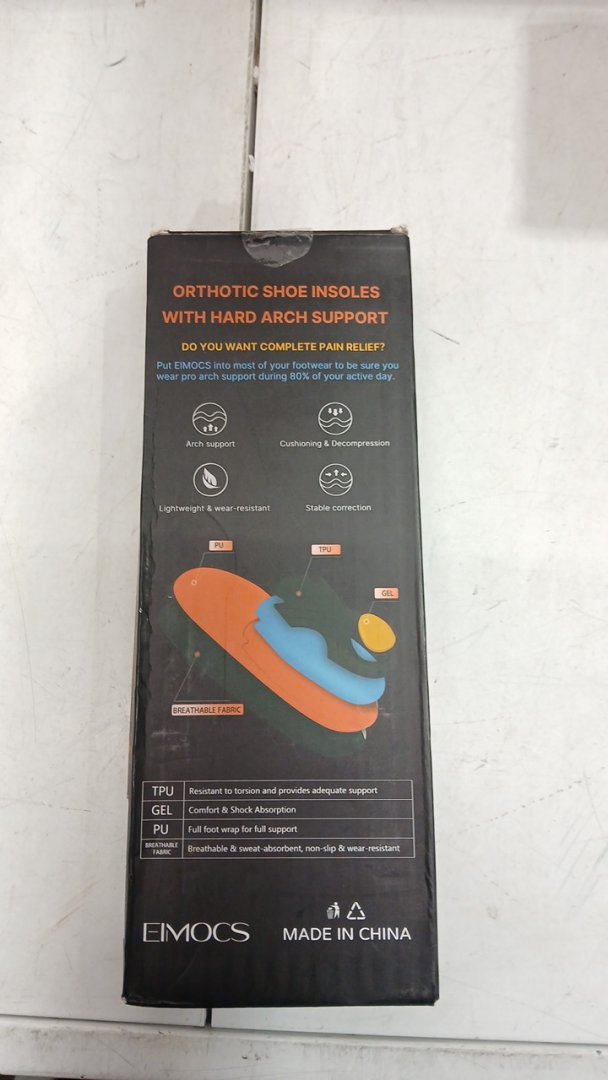 ORTHOTIC SHOE INSOLES
WITH HARD ARCH SUPPORT
DO YOU WANT COMPLETE PAIN RELIEF?
Put EIMOCS into most of your footwear to be sure you
wear pro arch support during 80% of your active day.
Arch support
Cushioning & Decompression
Lightweight & wear-resistant
Stable correction
PU
TPU
GEL
BREATHABLE FABRIC
TPU Resistant to torsion and provides adequate support
GEL Comfort & Shock Absorption
PU Full foot wrap for full support
BREATHABLE
FABRIC
Breathable & sweat-absorbent, non-slip & wear-resistant
EIMOCS
MADE IN CHINA